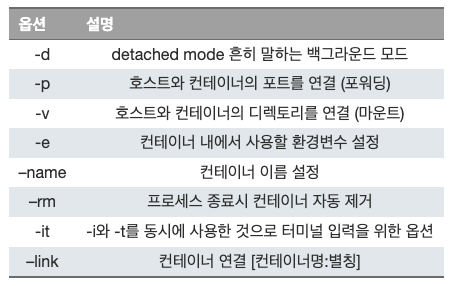 옵션 설명
-d detached mode 흔히 말하는 백그라운드 모드
-p 호스트와 컨테이너의 포트를 연결 (포워딩)
-v 호스트와 컨테이너의 디렉토리를 연결 (마운트)
-e 컨테이너 내에서 사용할 환경변수 설정
–name 컨테이너 이름 설정
–rm 프로세스 종료시 컨테이너 자동 제거
-it -i와 -t를 동시에 사용한 것으로 터미널 입력을 위한 옵션
–link 컨테이너 연결 [컨테이너명:별칭]